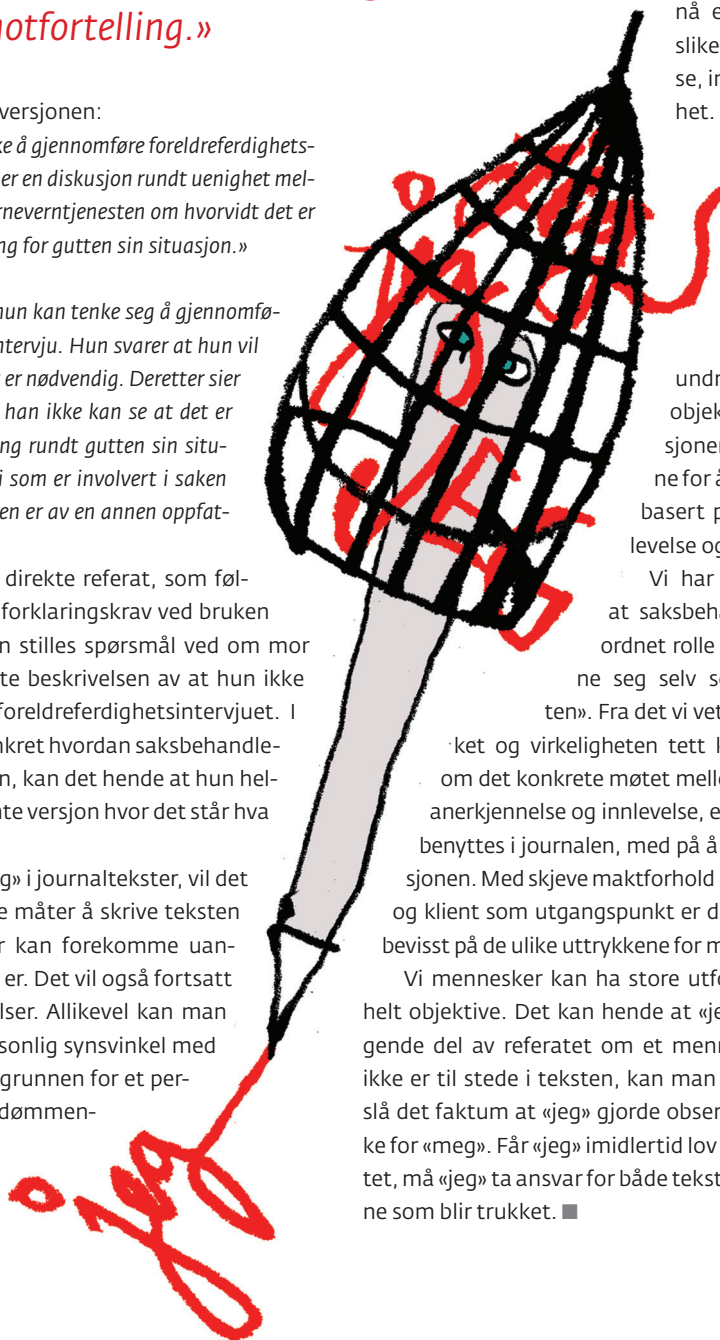 notfortelling.»
versjonen:
ke å gjennomføre foreldreferdighets-
er en diskusjon rundt uenighet mel-
rneverntjenesten om hvorvidt det er
ng for gutten sin situasjon.»
hun kan tenke seg å gjennomfø-
ntervju. Hun svarer at hun vil
er nødvendig. Deretter sier
han ikke kan se at det er
ng rundt gutten sin situ-
i som er involvert i saken
en er av en annen oppfat-
direkte referat, som føl-
forklaringskrav ved bruken
n stilles spørsmål ved om mor
te beskrivelsen av at hun ikke
foreldreferdighetsintervjuet. I
nkret hvordan saksbehandle-
n, kan det hende at hun hel-
nte versjon hvor det står hva
g» i journaltekster, vil det
e måter å skrive teksten
r kan forekomme uan-
er. Det vil også fortsatt
lser. Allikevel kan man
sonlig synsvinkel med
grunnen for et per-
dømmen-
jeg
nå e
slike
se, in
het.
undr
objek
sjoner
ne for å
basert p
levelse og
Vi har
at saksbeha
ordnet rolle
ne seg selv so
ten». Fra det vi vet
ket og virkeligheten tett k
om det konkrete møtet melle
anerkjennelse og innlevelse, e
benyttes i journalen, med på å
sjonen. Med skjeve maktforhold
og klient som utgangspunkt er d
bevisst på de ulike uttrykkene for m
Vi mennesker kan ha store utfo
helt objektive. Det kan hende at «je
gende del av referatet om et menn
ikke er til stede i teksten, kan man
slå det faktum at «jeg» gjorde obser
ke for «meg». Får «jeg» imidlertid lov
tet, må «jeg» ta ansvar for både tekst
ne som blir trukket.